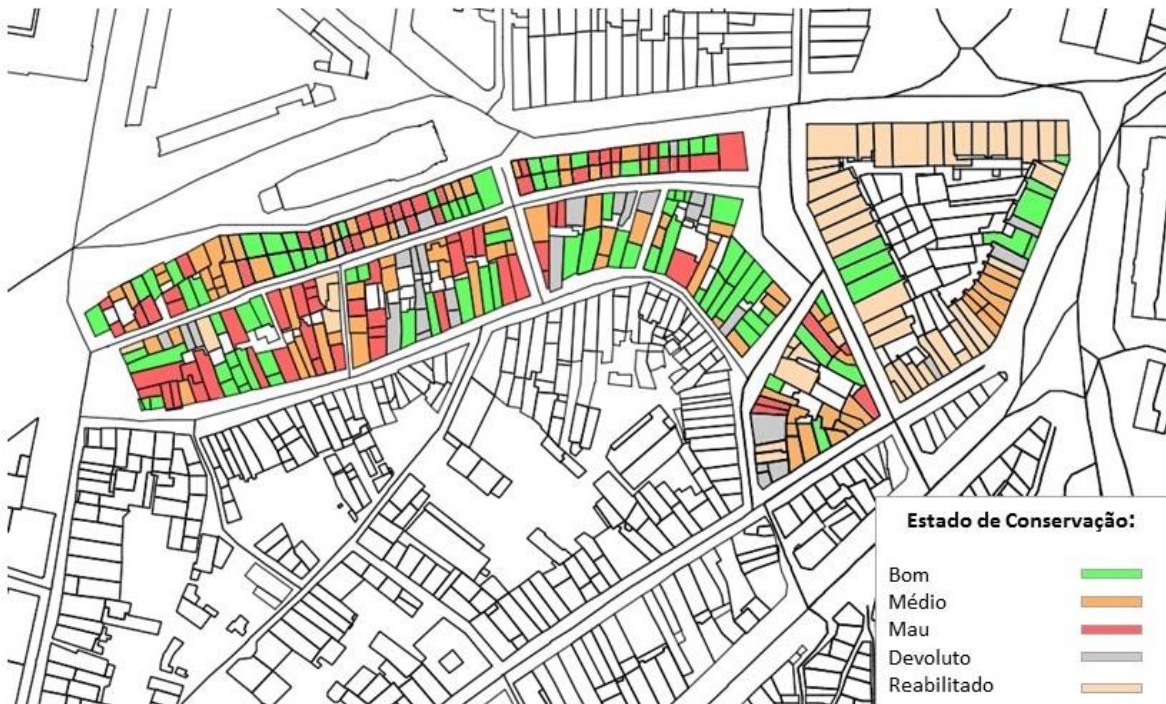 Estado de Conservação:
Bom
Médio
Mau
Devoluto
Reabilitado